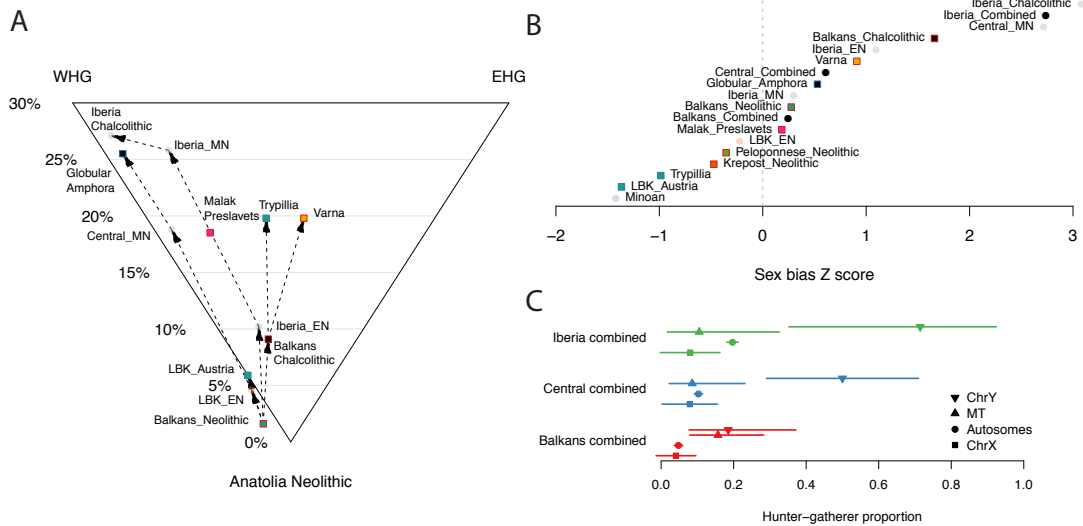 A
WHG
EHG
30%
Iberia
Chalcolithic
Iberia_MN
25%
Globular
Amphora
Malak
Preslavets
Trypillia
Varna
20%
Central_MN
15%
10%
Iberia_EN
Balkans
Chalcolithic
LBK_Austria
5%
LBK_EN
Balkans_Neolithic
0%
Anatolia Neolithic
B
Iberia_Chalcolithic
Iberia_Combined
Central_MN
Balkans_Chalcolithic
Iberia_EN
Varna
Central_Combined
Globular_Amphora
Iberia_MN
Balkans_Neolithic
Balkans_Combined
Malak_Preslavets
LBK_EN
Peloponnese_Neolithic
Krepost_Neolithic
Trypillia
LBK_Austria
Minoan
−2 −1 0 1 2 3
Sex bias Z score
C
Iberia combined
Central combined
Balkans combined
ChrY
MT
Autosomes
ChrX
0.0 0.2 0.4 0.6 0.8 1.0
Hunter-gatherer proportion